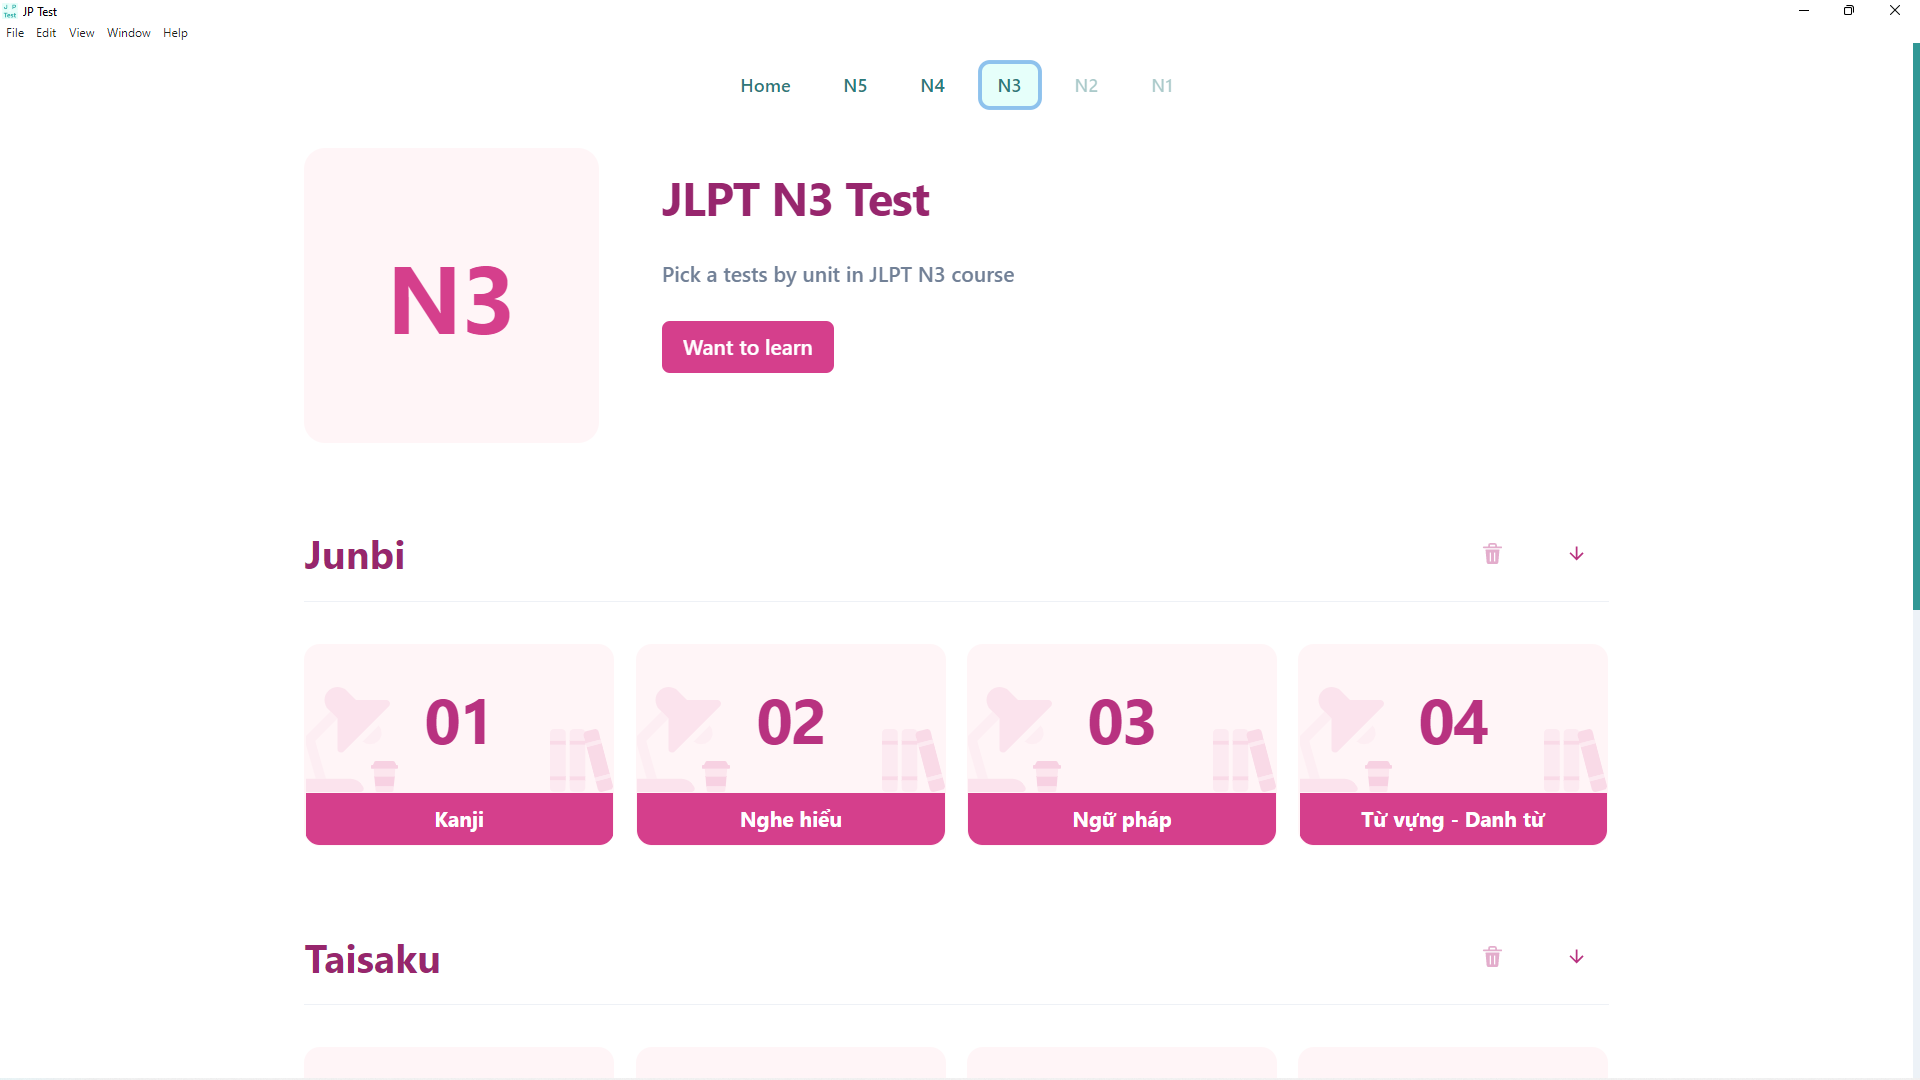 JP Test
File Edit View Window Help
Home N5 N4 N3 N2 N1
N3
JLPT N3 Test
Pick a tests by unit in JLPT N3 course
Want to learn
Junbi
01
Kanji
02
Nghe hiểu
03
Ngữ pháp
04
Từ vựng - Danh từ
Taisaku